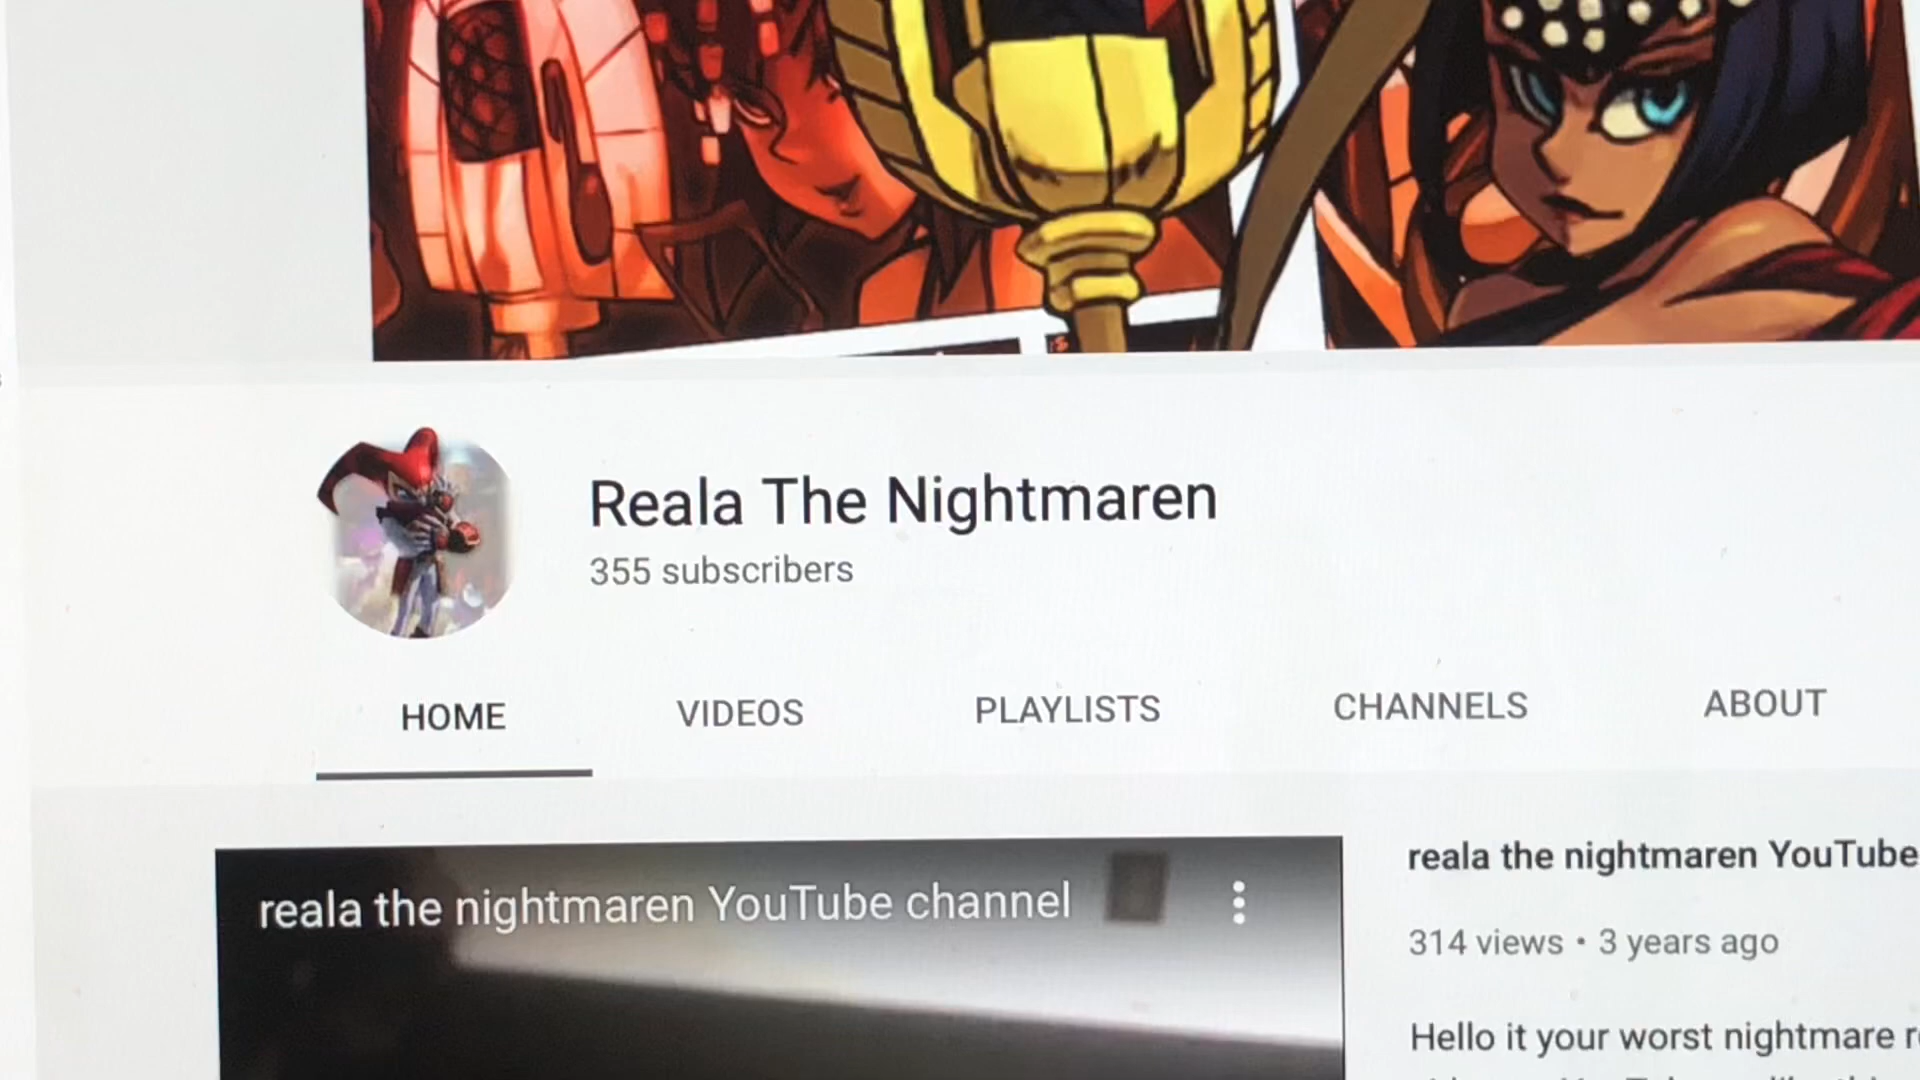 Reala The Nightmaren
355 subscribers
HOME VIDEOS PLAYLISTS CHANNELS ABOUT
reala the nightmaren YouTube channel
reala the nightmaren YouTube
314 views • 3 years ago
Hello it your worst nightmare